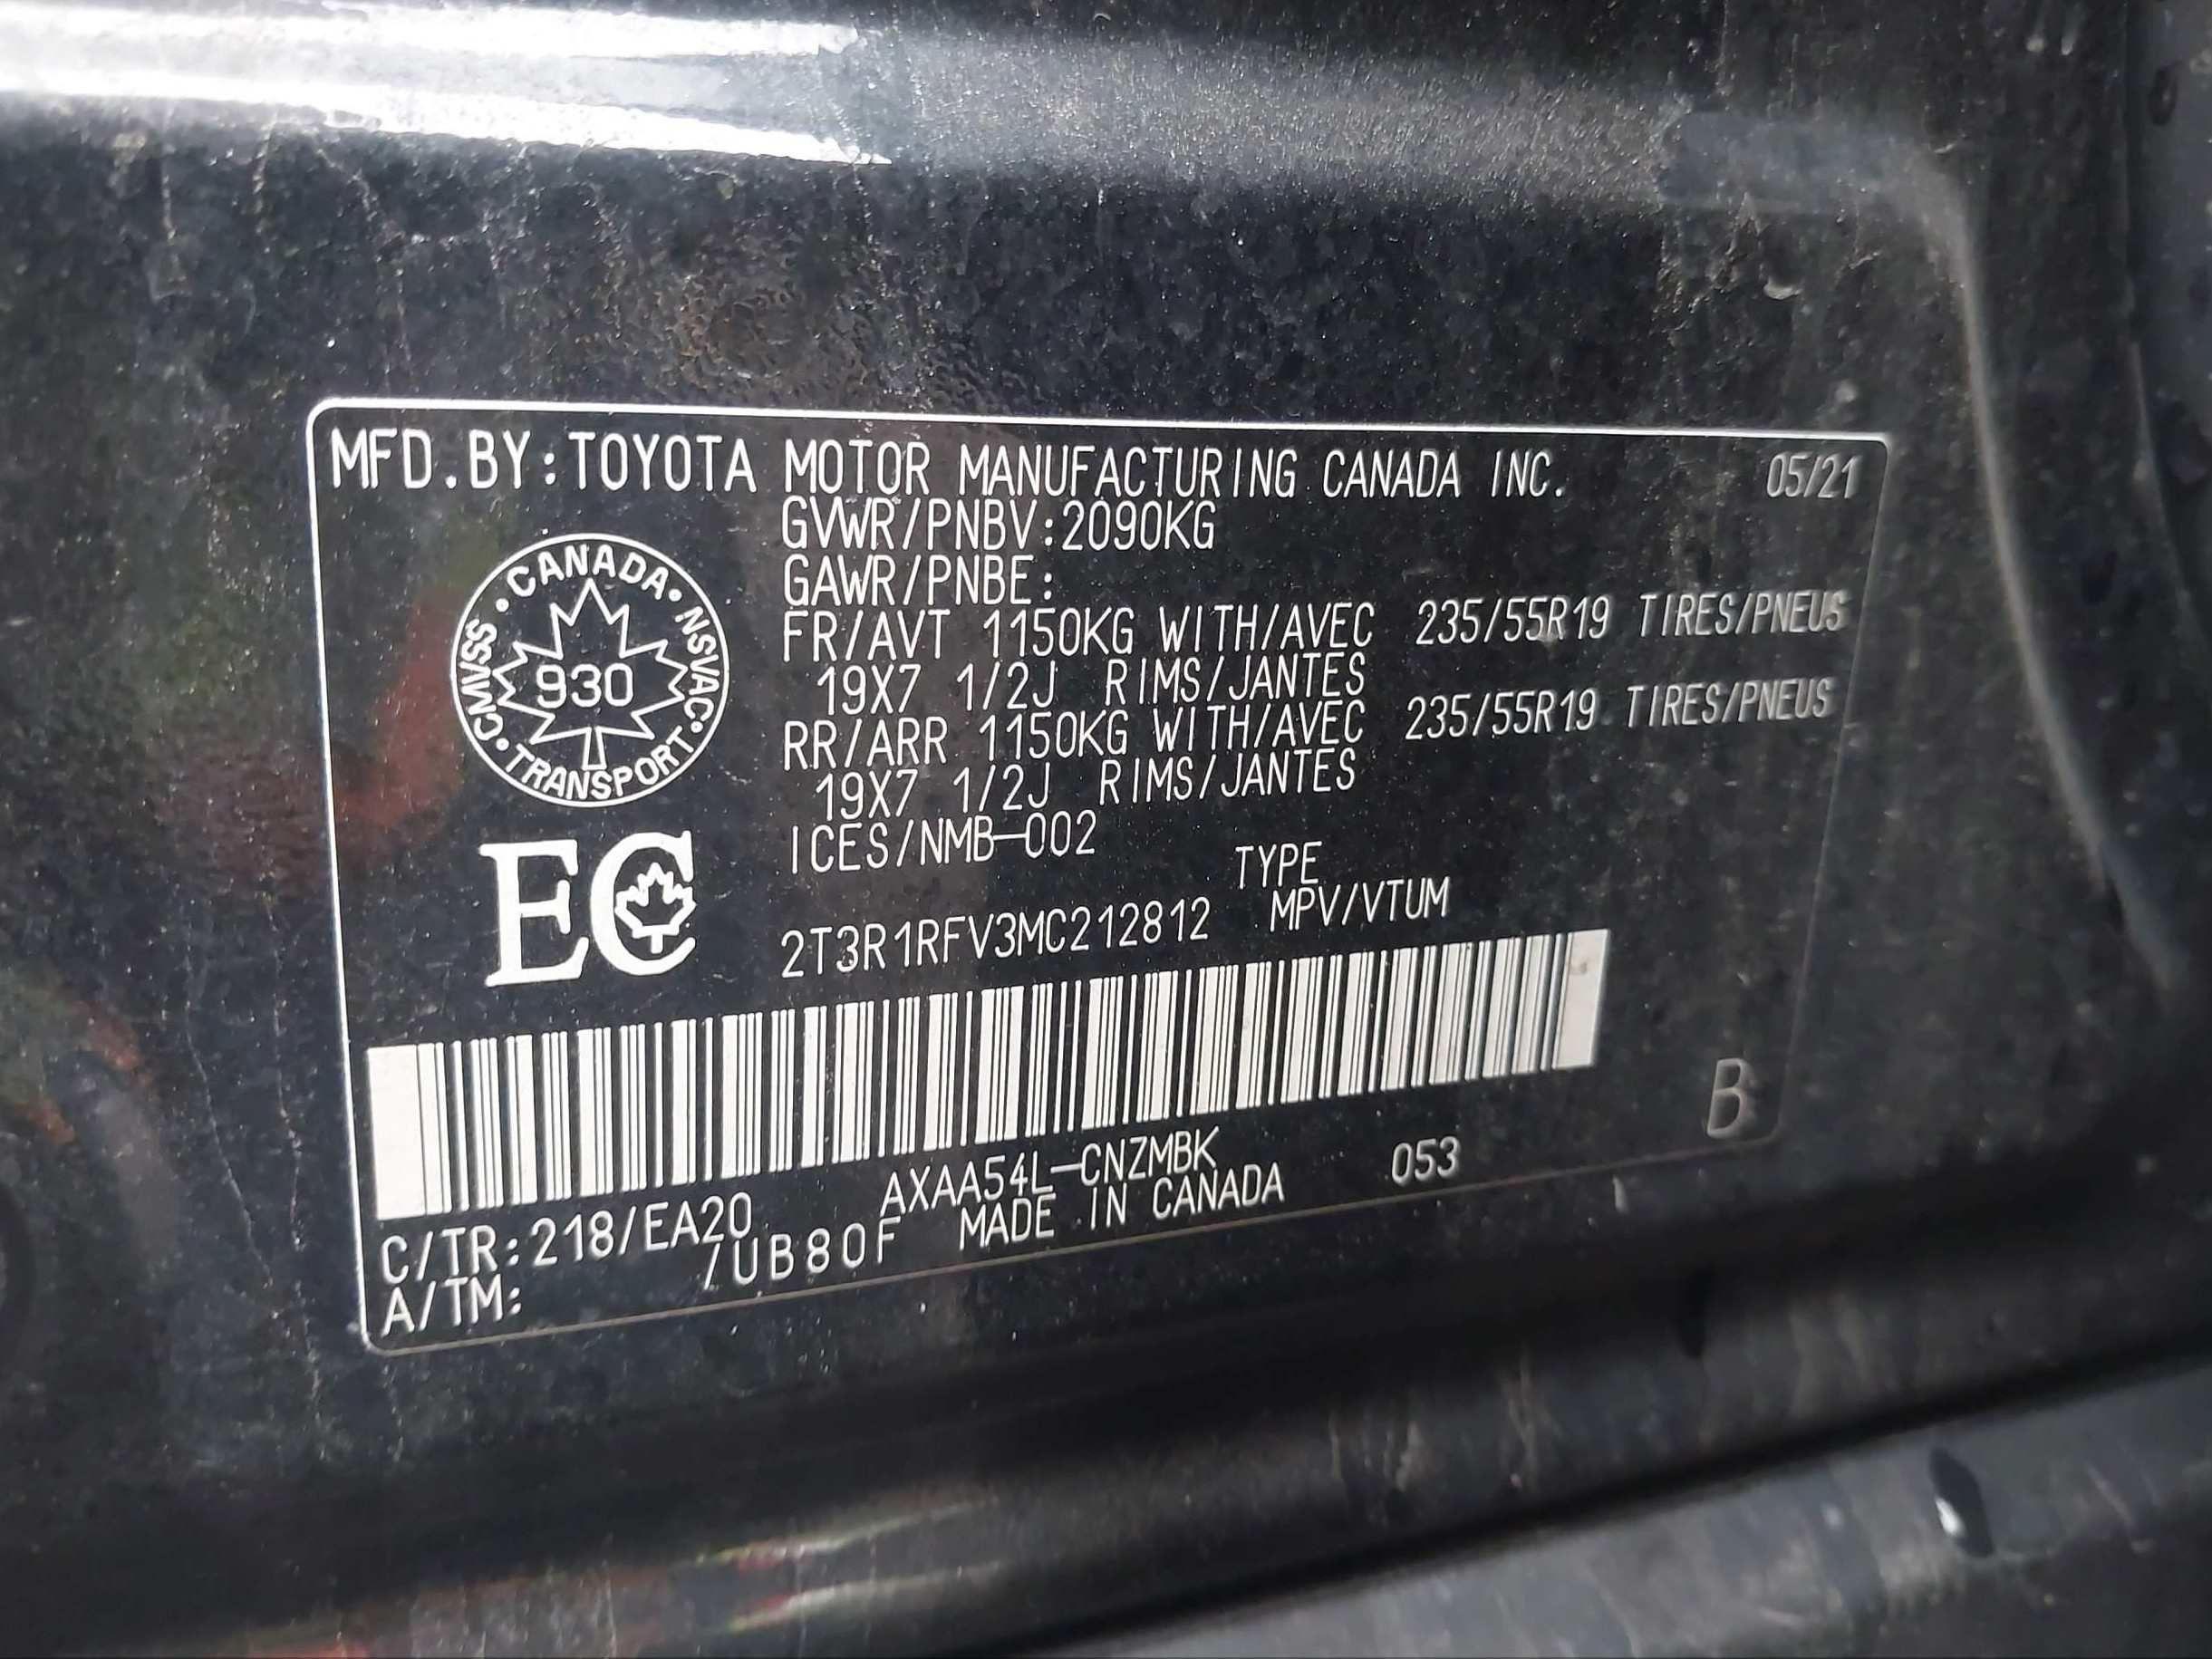 MFD.BY:TOYOTA MOTOR MANUFACTURING CANADA INC. 05/21
GVWR/PNBV:2090KG
GAWR/PNBE:
FR/AVT 1150KG WITH/AVEC 235/55R19 TIRES/PNEUS
19X7 1/2J RIMS/JANTES
RR/ARR 1150KG WITH/AVEC 235/55R19 TIRES/PNEUS
19X7 1/2J RIMS/JANTES
ICES/NMB-002
CANADA • NSVAC • TRANSPORT • CMVSS •
930
EC
TYPE
2T3R1RFV3MC212812 MPV/VTUM
B
AXAA54L-CNZMBK 053
C/TR:218/EA20 MADE IN CANADA
A/TM: /UB80F